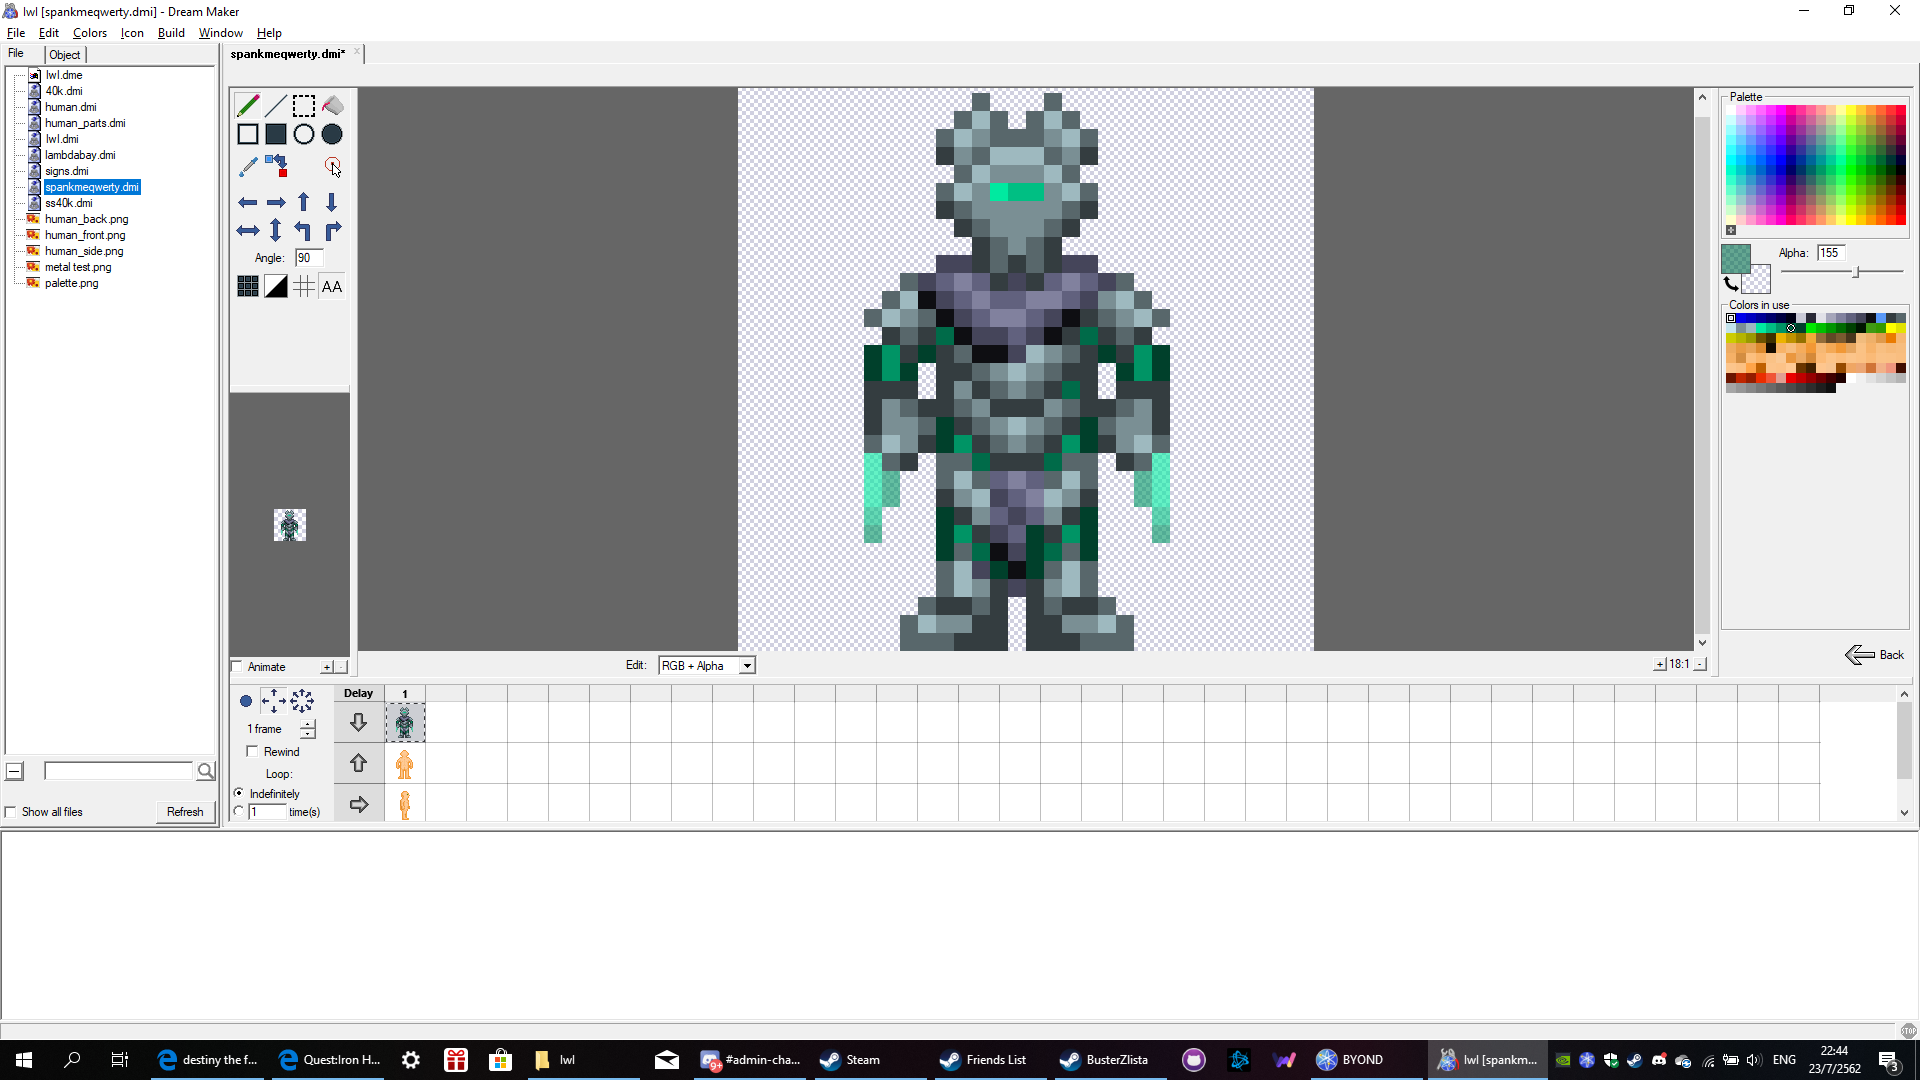 lwl [spankmeqwerty.dmi] - Dream Maker
File Edit Colors Icon Build Window Help
File Object
spankmeqwerty.dmi*
lwl.dme
40k.dmi
human.dmi
human_parts.dmi
lwl.dmi
lambdabay.dmi
signs.dmi
spankmeqwerty.dmi
ss40k.dmi
human_back.png
human_front.png
human_side.png
metal test.png
palette.png
Show all files
Refresh
Angle: 90
AA
Animate
+ -
Edit: RGB + Alpha
+ 18:1 -
Palette
Alpha: 155
Colors in use
Back
Delay 1
1 frame
Rewind
Loop:
Indefinitely
1 time(s)
STOP
destiny the f...
Quest:Iron H...
lwl
9+
#admin-cha...
Steam
Friends List
BusterZlista
BYOND
lwl [spankm...
ENG
22:44
23/7/2562
3